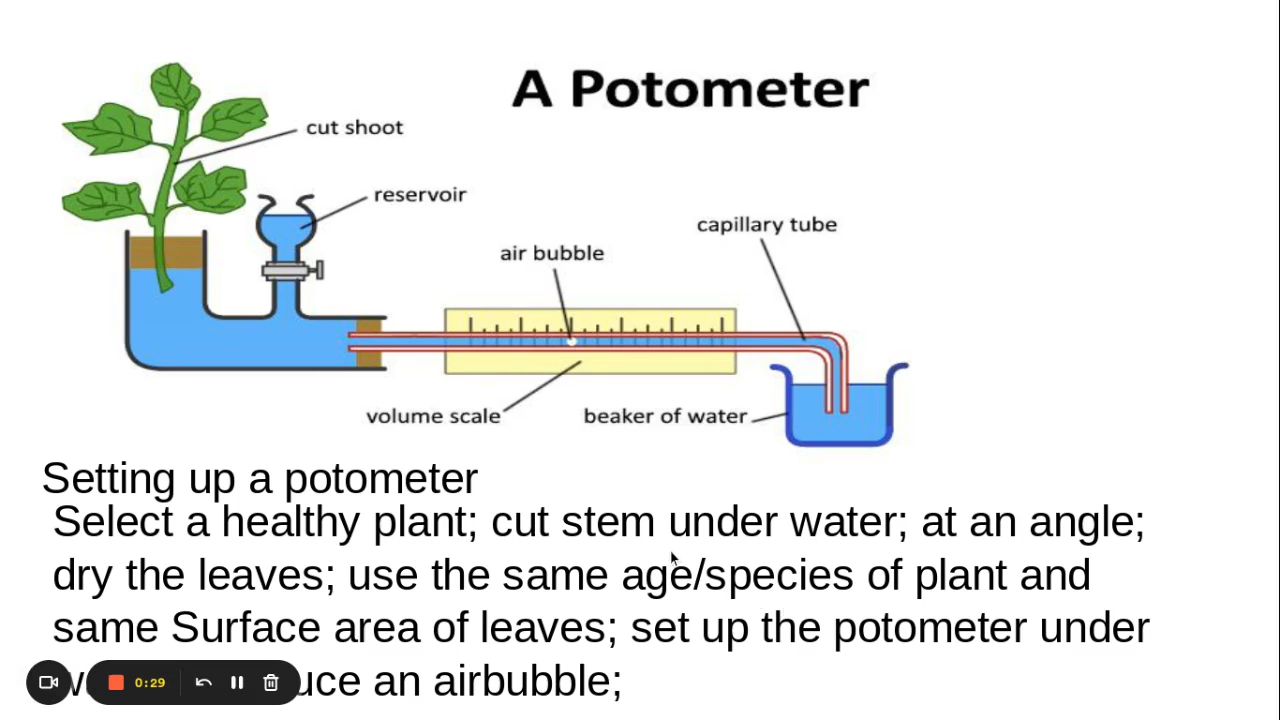 A Potometer
cut shoot
reservoir
capillary tube
air bubble
volume scale
beaker of water
Setting up a potometer
Select a healthy plant; cut stem under water; at an angle;
dry the leaves; use the same age/species of plant and
same Surface area of leaves; set up the potometer under
an airbubble;
0:29